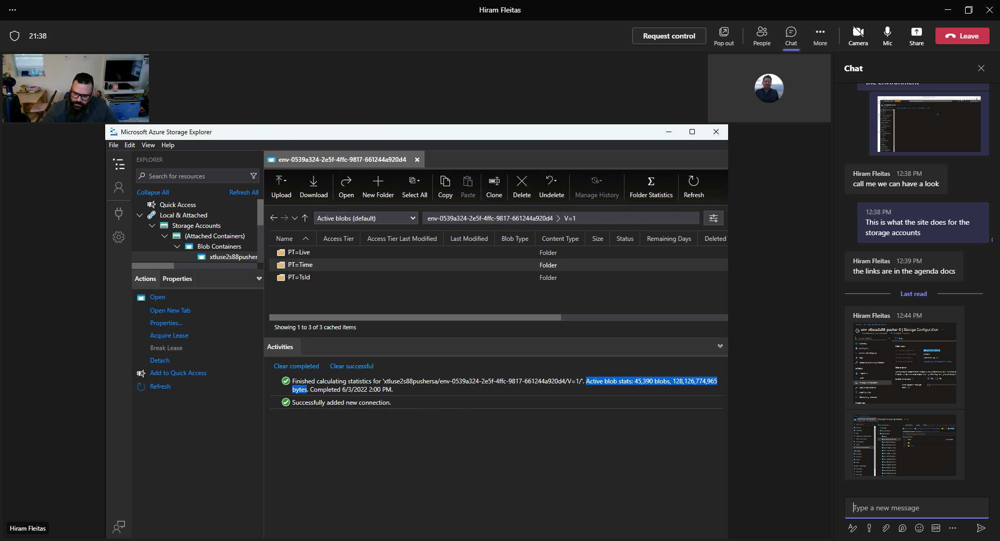 Hiram Fleitas
21:38
Request control
Pop out
People
Chat
More
Camera
Mic
Share
Leave
Microsoft Azure Storage Explorer
File Edit View Help
EXPLORER
Search for resources
Collapse All Refresh All
Quick Access
Local & Attached
Storage Accounts
(Attached Containers)
Blob Containers
xtluse2s88pusher
Actions Properties
Open
Open New Tab
Properties...
Acquire Lease
Break Lease
Detach
Add to Quick Access
Refresh
env-0539a324-2e5f-4ffc-9817-661244a920d4
Upload Download Open New Folder Select All Copy Paste Clone Delete Undelete Manage History Folder Statistics Refresh
Active blobs (default) env-0539a324-2e5f-4ffc-9817-661244a920d4 > V=1
Name Access Tier Access Tier Last Modified Last Modified Blob Type Content Type Size Status Remaining Days Deleted
PT=Live Folder
PT=Time Folder
PT=TsId Folder
Showing 1 to 3 of 3 cached items
Activities
Clear completed Clear successful
Finished calculating statistics for 'xtluse2s88pushersa/env-0539a324-2e5f-4ffc-9817-661244a920d4/V=1/'. Active blob stats: 45,390 blobs, 128,126,774,965
bytes. Completed 6/3/2022 2:00 PM.
Successfully added new connection.
Hiram Fleitas
Chat
the environment
Hiram Fleitas 12:38 PM
call me we can have a look
12:38 PM
This is what the site does for the
storage accounts
Hiram Fleitas 12:39 PM
the links are in the agenda docs
Last read
Hiram Fleitas 12:44 PM
env xtluse2s88 pusher 0 | Storage Configuration
Type a new message
GIF